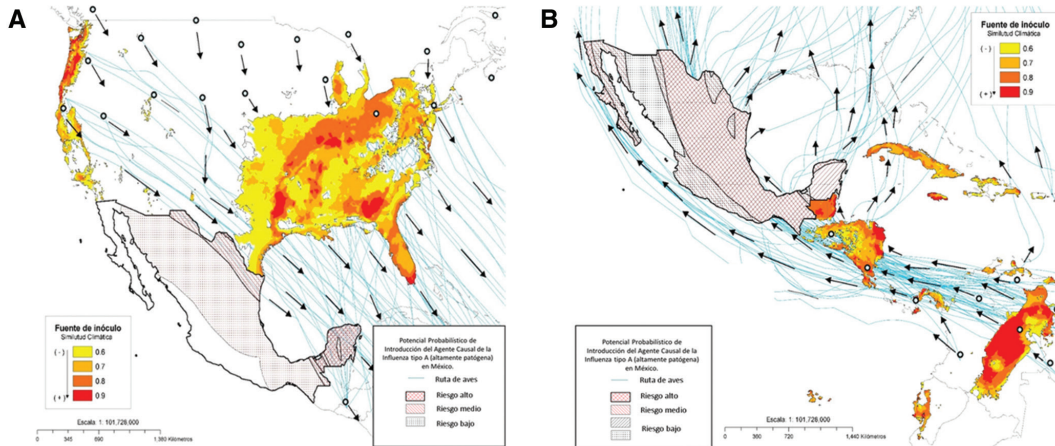 A
Fuente de inóculo
Similitud Climática
( - )
0.6
0.7
0.8
( + )
0.9
Escala 1: 101,728,000
0 345 690 1,380 Kilómetros
Potencial Probabilístico de
Introducción del Agente Causal de la
Influenza tipo A (altamente patógena)
en México.
Ruta de aves
Riesgo alto
Riesgo medio
Riesgo bajo
B
Fuente de inóculo
Similitud Climática
( - )
0.6
0.7
0.8
( + )
0.9
Potencial Probabilístico de
Introducción del Agente Causal de la
Influenza tipo A (altamente patógena)
en México.
Ruta de aves
Riesgo alto
Riesgo medio
Riesgo bajo
Escala 1: 101,728,000
0 360 720 1,440 Kilómetros